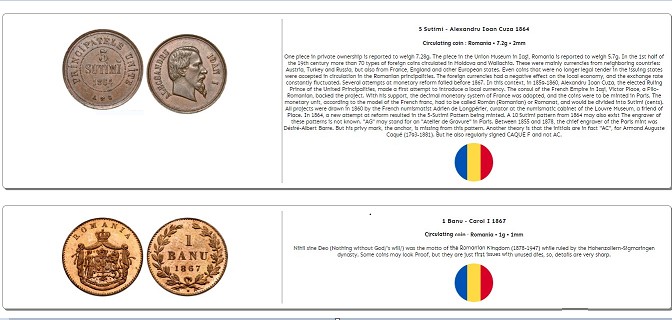 5 Sutimi - Alexandru Ioan Cuza 1864
Circulating coin : Romania • 7.2g • 2mm
One piece in private ownership is reported to weigh 7.28g. The piece in the Union Museum in Iași, Romania is reported to weigh 5.7g. In the 1st half of
the 19th century more than 70 types of foreign coins circulated in Moldova and Wallachia. These were mainly currencies from neighboring countries:
Austria, Turkey and Russia, but also from France, England and other European states. Even coins that were no longer legal tender in the issuing states
were accepted in circulation in the Romanian principalities. The foreign currencies had a negative effect on the local economy, and the exchange rate
constantly fluctuated. Several attempts at monetary reform failed before 1867. In this context, in 1859-1860, Alexandru Ioan Cuza, the elected Ruling
Prince of the United Principalities, made a first attempt to introduce a local currency. The consul of the French Empire in Iași, Victor Place, a Filo-
Romanian, backed the project. With his support, the decimal monetary system of France was adopted, and the coins were to be minted in Paris. The
monetary unit, according to the model of the French franc, had to be called Român (Romanian) or Romanat, and would be divided into Sutimi (cents).
All projects were drawn in 1860 by the French numismatist Adrien de Longpérier, curator at the numismatic cabinet of the Louvre Museum, a friend of
Place. In 1864, a new attempt at reform resulted in the 5-Sutimi Pattern being minted. A 10 Sutimi pattern from 1864 may also exist The engraver of
these patterns is not known. "AG" may stand for an "Atelier de Gravure" in Paris. Between 1855 and 1878, the chief engraver of the Paris mint was
Désiré-Albert Barre. But his privy mark, the anchor, is missing from this pattern. Another theory is that the initials are in fact "AC", for Armand Auguste
Caqué (1793-1881). But he also regularly signed CAQUE F and not AC.
ROMANIA
1
BANU
1867
1 Banu - Carol I 1867
Circulating coin · Romania • 1g • 1mm
Nihil sine Deo (Nothing without God('s will)) was the motto of the Romanian Kingdom (1878-1947) while ruled by the Hohenzollern-Sigmaringen
dynasty. Some coins may look Proof, but they are just first issues with unused dies, so, details are very sharp.